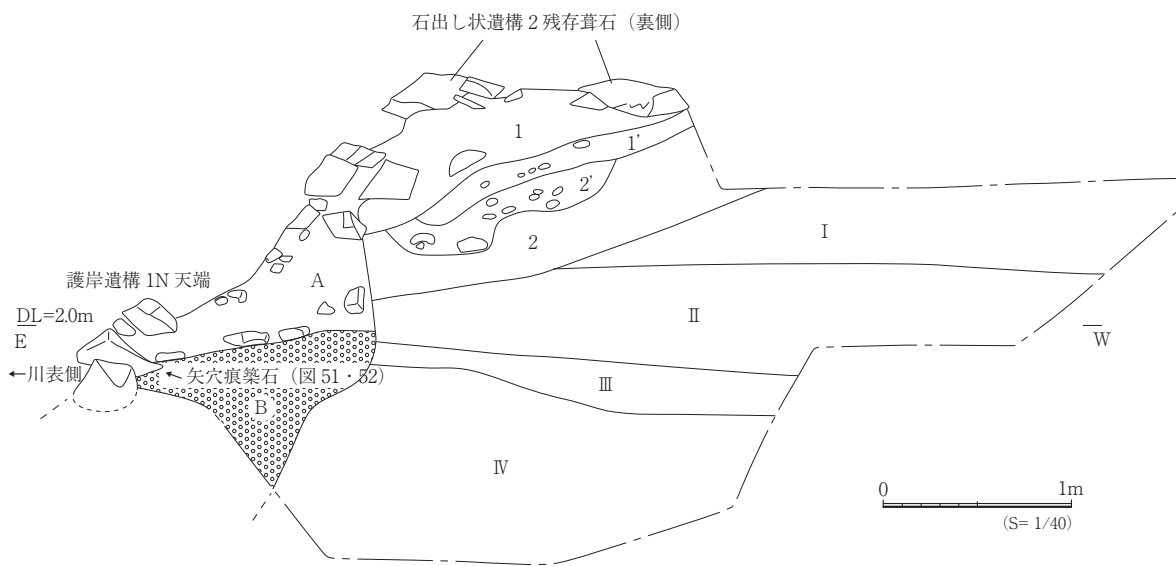 石出し状遺構 2 残存葺石（裏側）
1
1'
2'
2
Ⅰ
A
護岸遺構 1N 天端
DL=2.0m
E
Ⅱ
W
←川表側
矢穴痕築石（図 51・52）
Ⅲ
B
Ⅳ
0
1m
(S= 1/40)